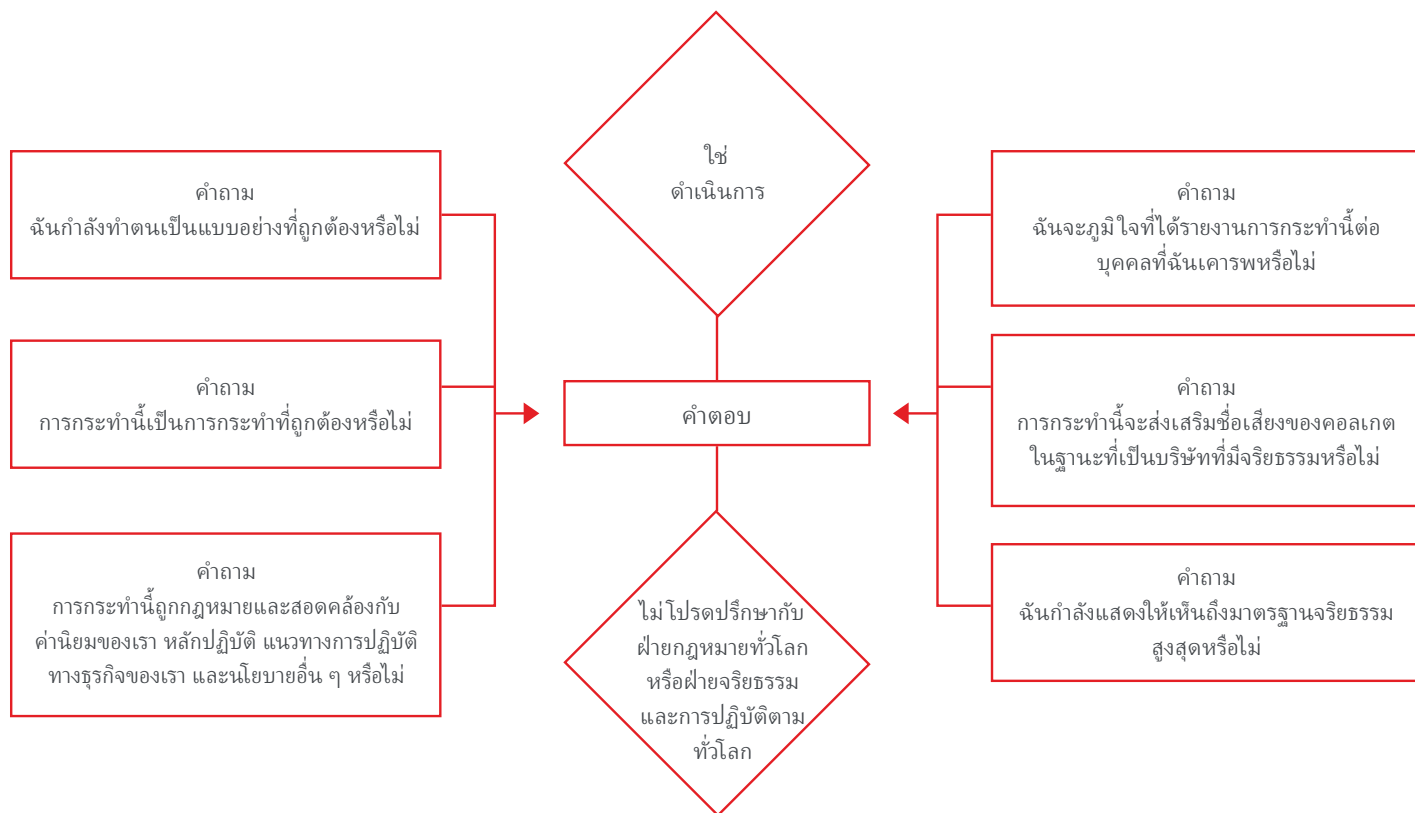 ใช่
ดำเนินการ
คำถาม
ฉันกำลังทำตนเป็นแบบอย่างที่ถูกต้องหรือไม่
คำถาม
การกระทำนี้เป็นการกระทำที่ถูกต้องหรือไม่
คำถาม
การกระทำนี้ถูกกฎหมายและสอดคล้องกับ
ค่านิยมของเรา หลักปฏิบัติ แนวทางการปฏิบัติ
ทางธุรกิจของเรา และนโยบายอื่น ๆ หรือไม่
คำตอบ
ไม่ โปรดปรึกษากับ
ฝ่ายกฎหมายทั่วโลก
หรือฝ่ายจริยธรรม
และการปฏิบัติตาม
ทั่วโลก
คำถาม
ฉันจะภูมิใจที่ได้รายงานการกระทำนี้ต่อ
บุคคลที่ฉันเคารพหรือไม่
คำถาม
การกระทำนี้จะส่งเสริมชื่อเสียงของคอลเกต
ในฐานะที่เป็นบริษัทที่มีจริยธรรมหรือไม่
คำถาม
ฉันกำลังแสดงให้เห็นถึงมาตรฐานจริยธรรม
สูงสุดหรือไม่